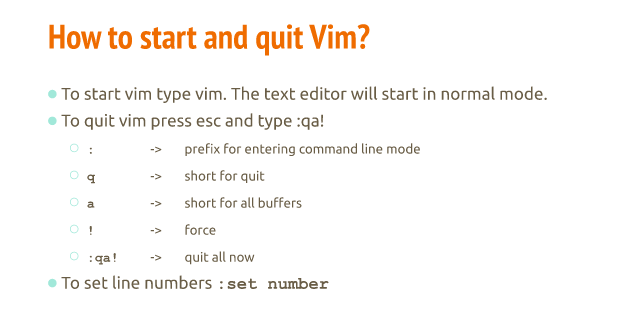 How to start and quit Vim?
To start vim type vim. The text editor will start in normal mode.
To quit vim press esc and type :qa!
: -> prefix for entering command line mode
q -> short for quit
a -> short for all buffers
! -> force
:qa! -> quit all now
To set line numbers :set number